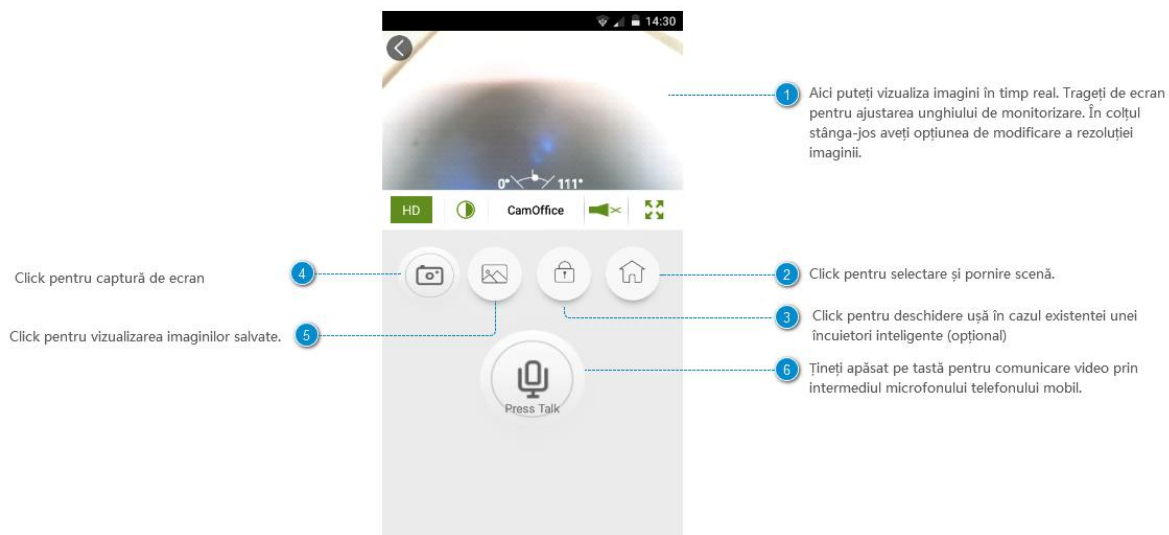 14:30
1 Aici puteți vizualiza imagini în timp real. Trageți de ecran
pentru ajustarea unghiului de monitorizare. În colțul
stânga-jos aveți opțiunea de modificare a rezoluției
imaginii.
0° 111°
HD CamOffice
Click pentru captură de ecran 4
2 Click pentru selectare și pornire scenă.
3 Click pentru deschidere ușă în cazul existentei unei
încuietori inteligente (opțional)
Click pentru vizualizarea imaginilor salvate. 5
6 Țineți apăsat pe tastă pentru comunicare video prin
intermediul microfonului telefonului mobil.
Press Talk